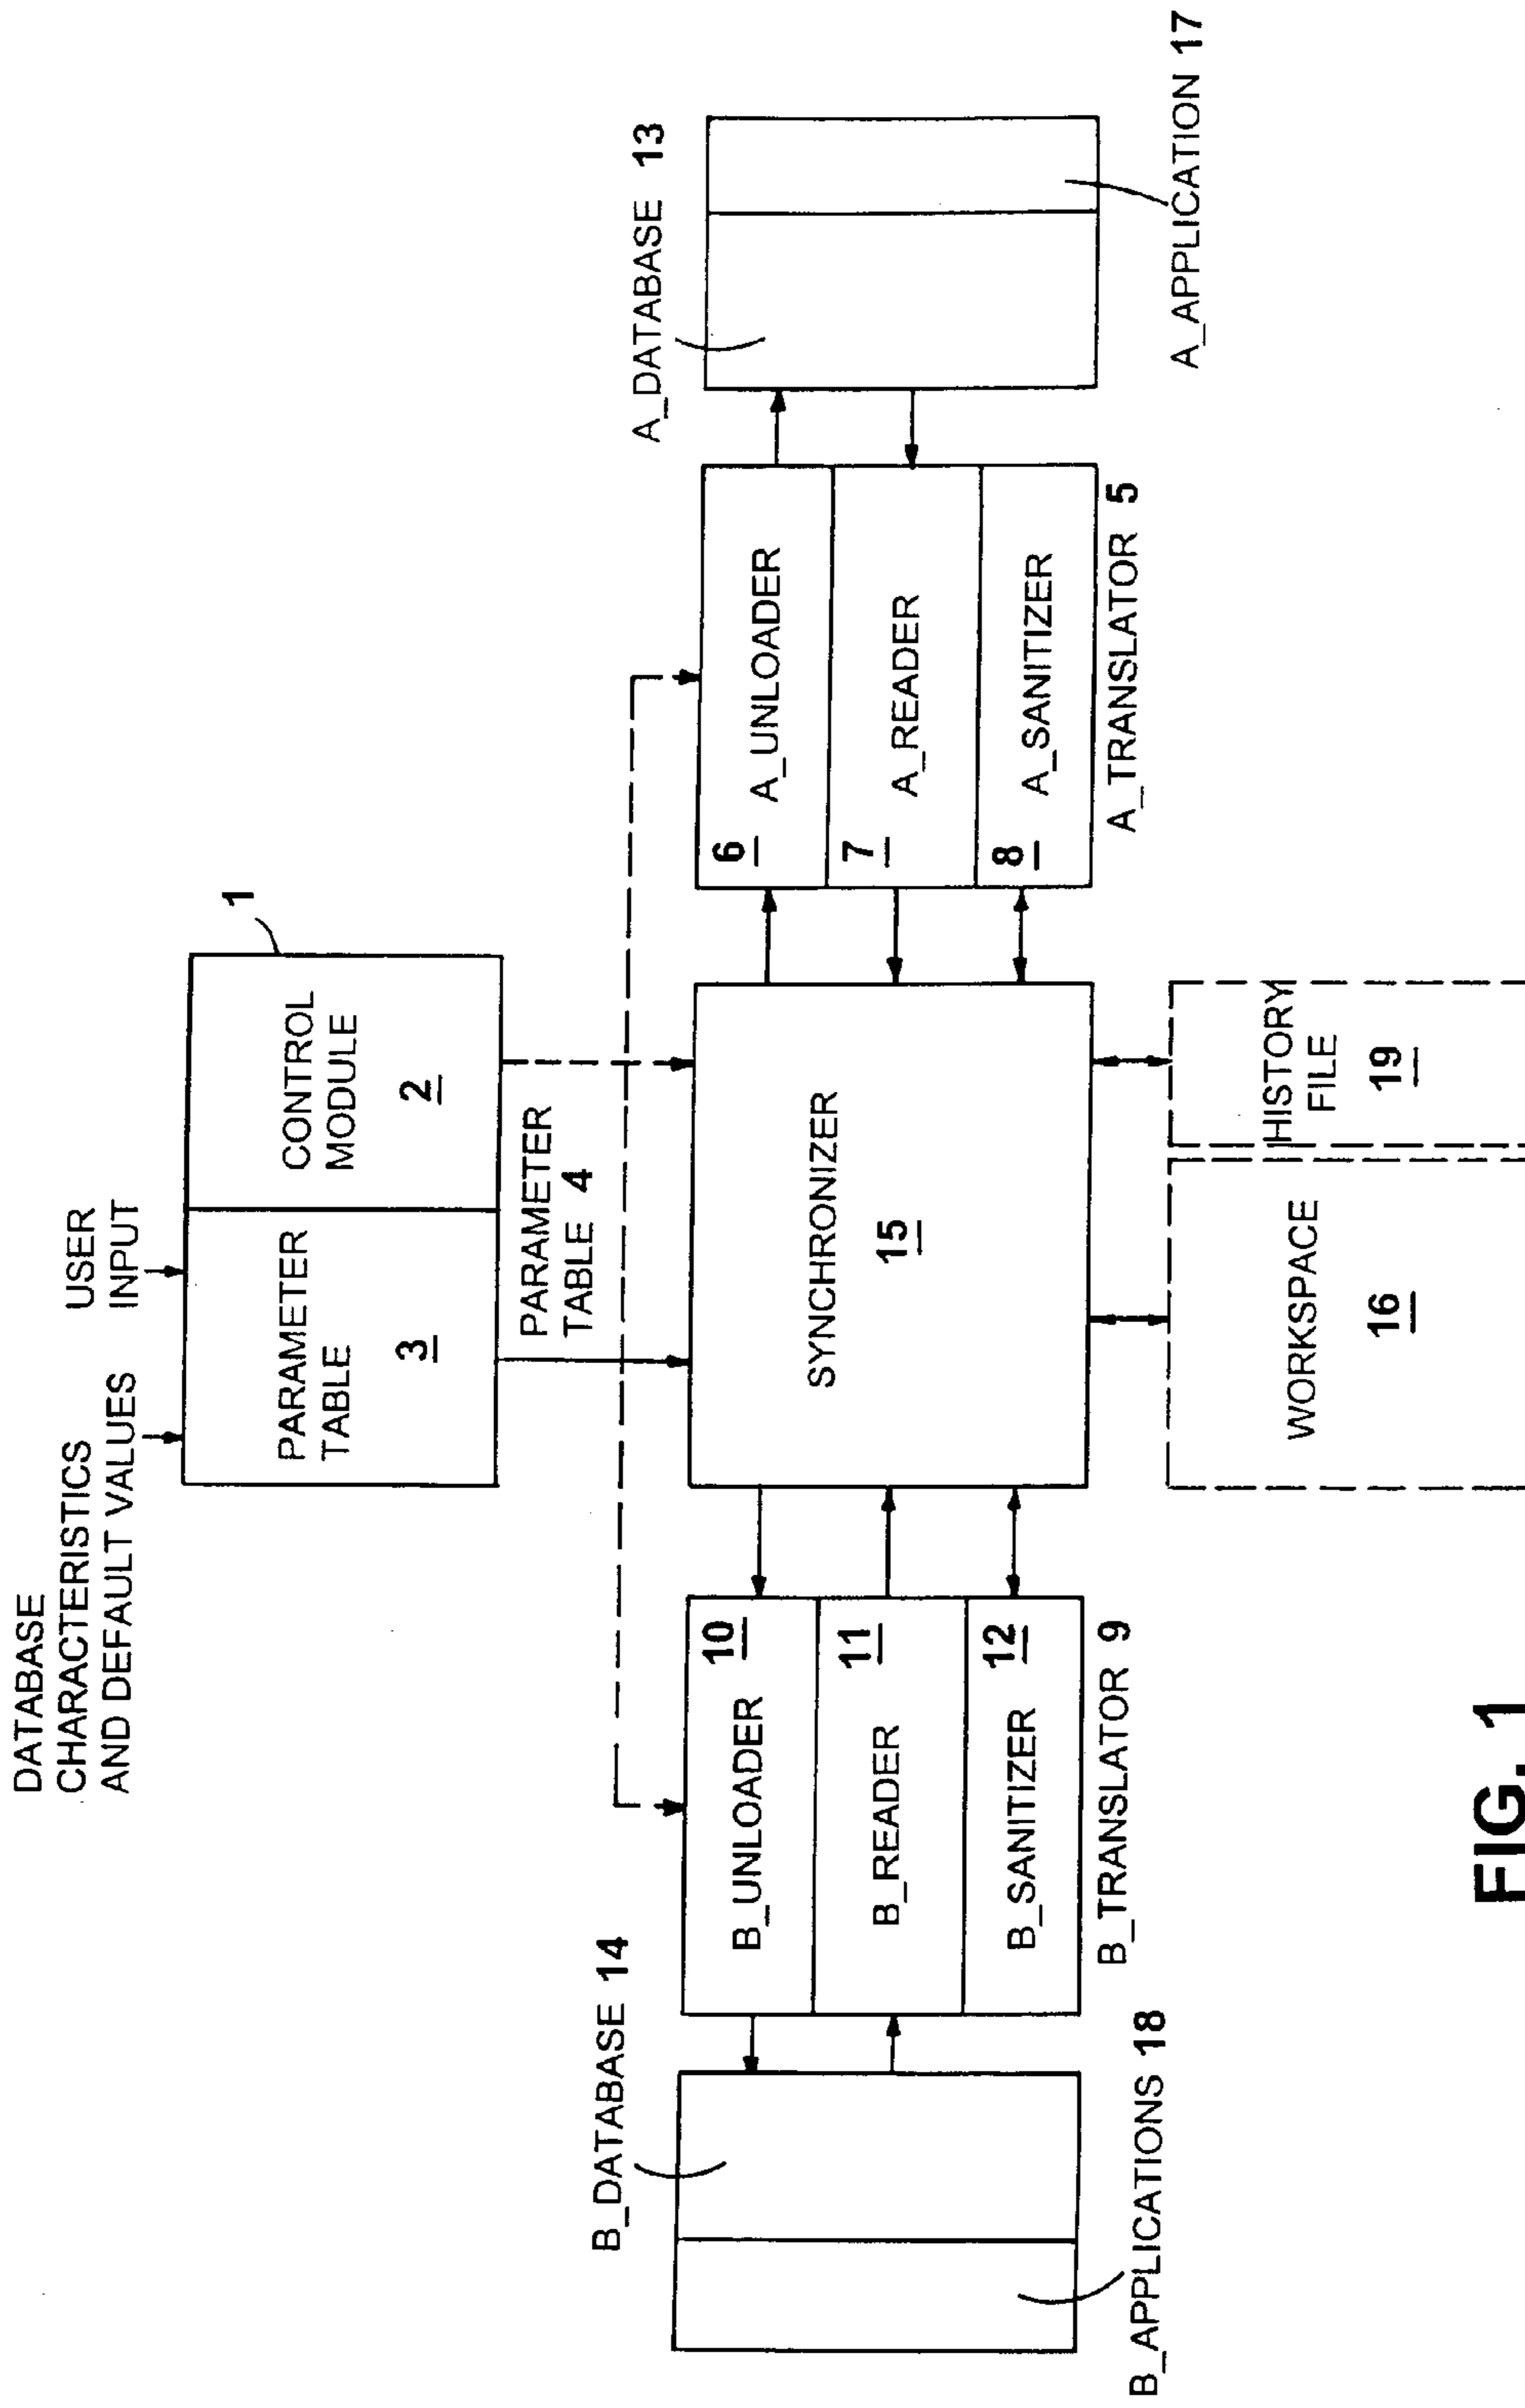 DATABASE
CHARACTERISTICS
AND DEFAULT VALUES
USER
INPUT
1
PARAMETER
TABLE
3
CONTROL
MODULE
2
PARAMETER
TABLE 4
B_DATABASE 14
B_APPLICATIONS 18
B_UNLOADER 10
B_READER 11
B_SANITIZER 12
B_TRANSLATOR 9
SYNCHRONIZER
15
6 A_UNLOADER
7 A_READER
8 A_SANITIZER
A_TRANSLATOR 5
A_DATABASE 13
A_APPLICATION 17
WORKSPACE
16
HISTORY
FILE
19
FIG. 1